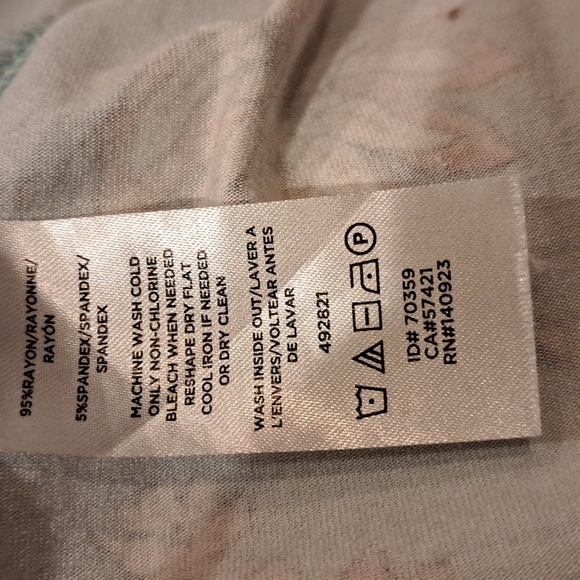 95%RAYON/RAYONNE/
RAYÓN
5%SPANDEX/SPANDEX/
SPANDEX
MACHINE WASH COLD
ONLY NON-CHLORINE
BLEACH WHEN NEEDED
RESHAPE DRY FLAT
COOL IRON IF NEEDED
OR DRY CLEAN
WASH INSIDE OUT/LAVER A
L'ENVERS/VOLTEAR ANTES
DE LAVAR
492821
P
ID# 70359
CA#57421
RN#140923